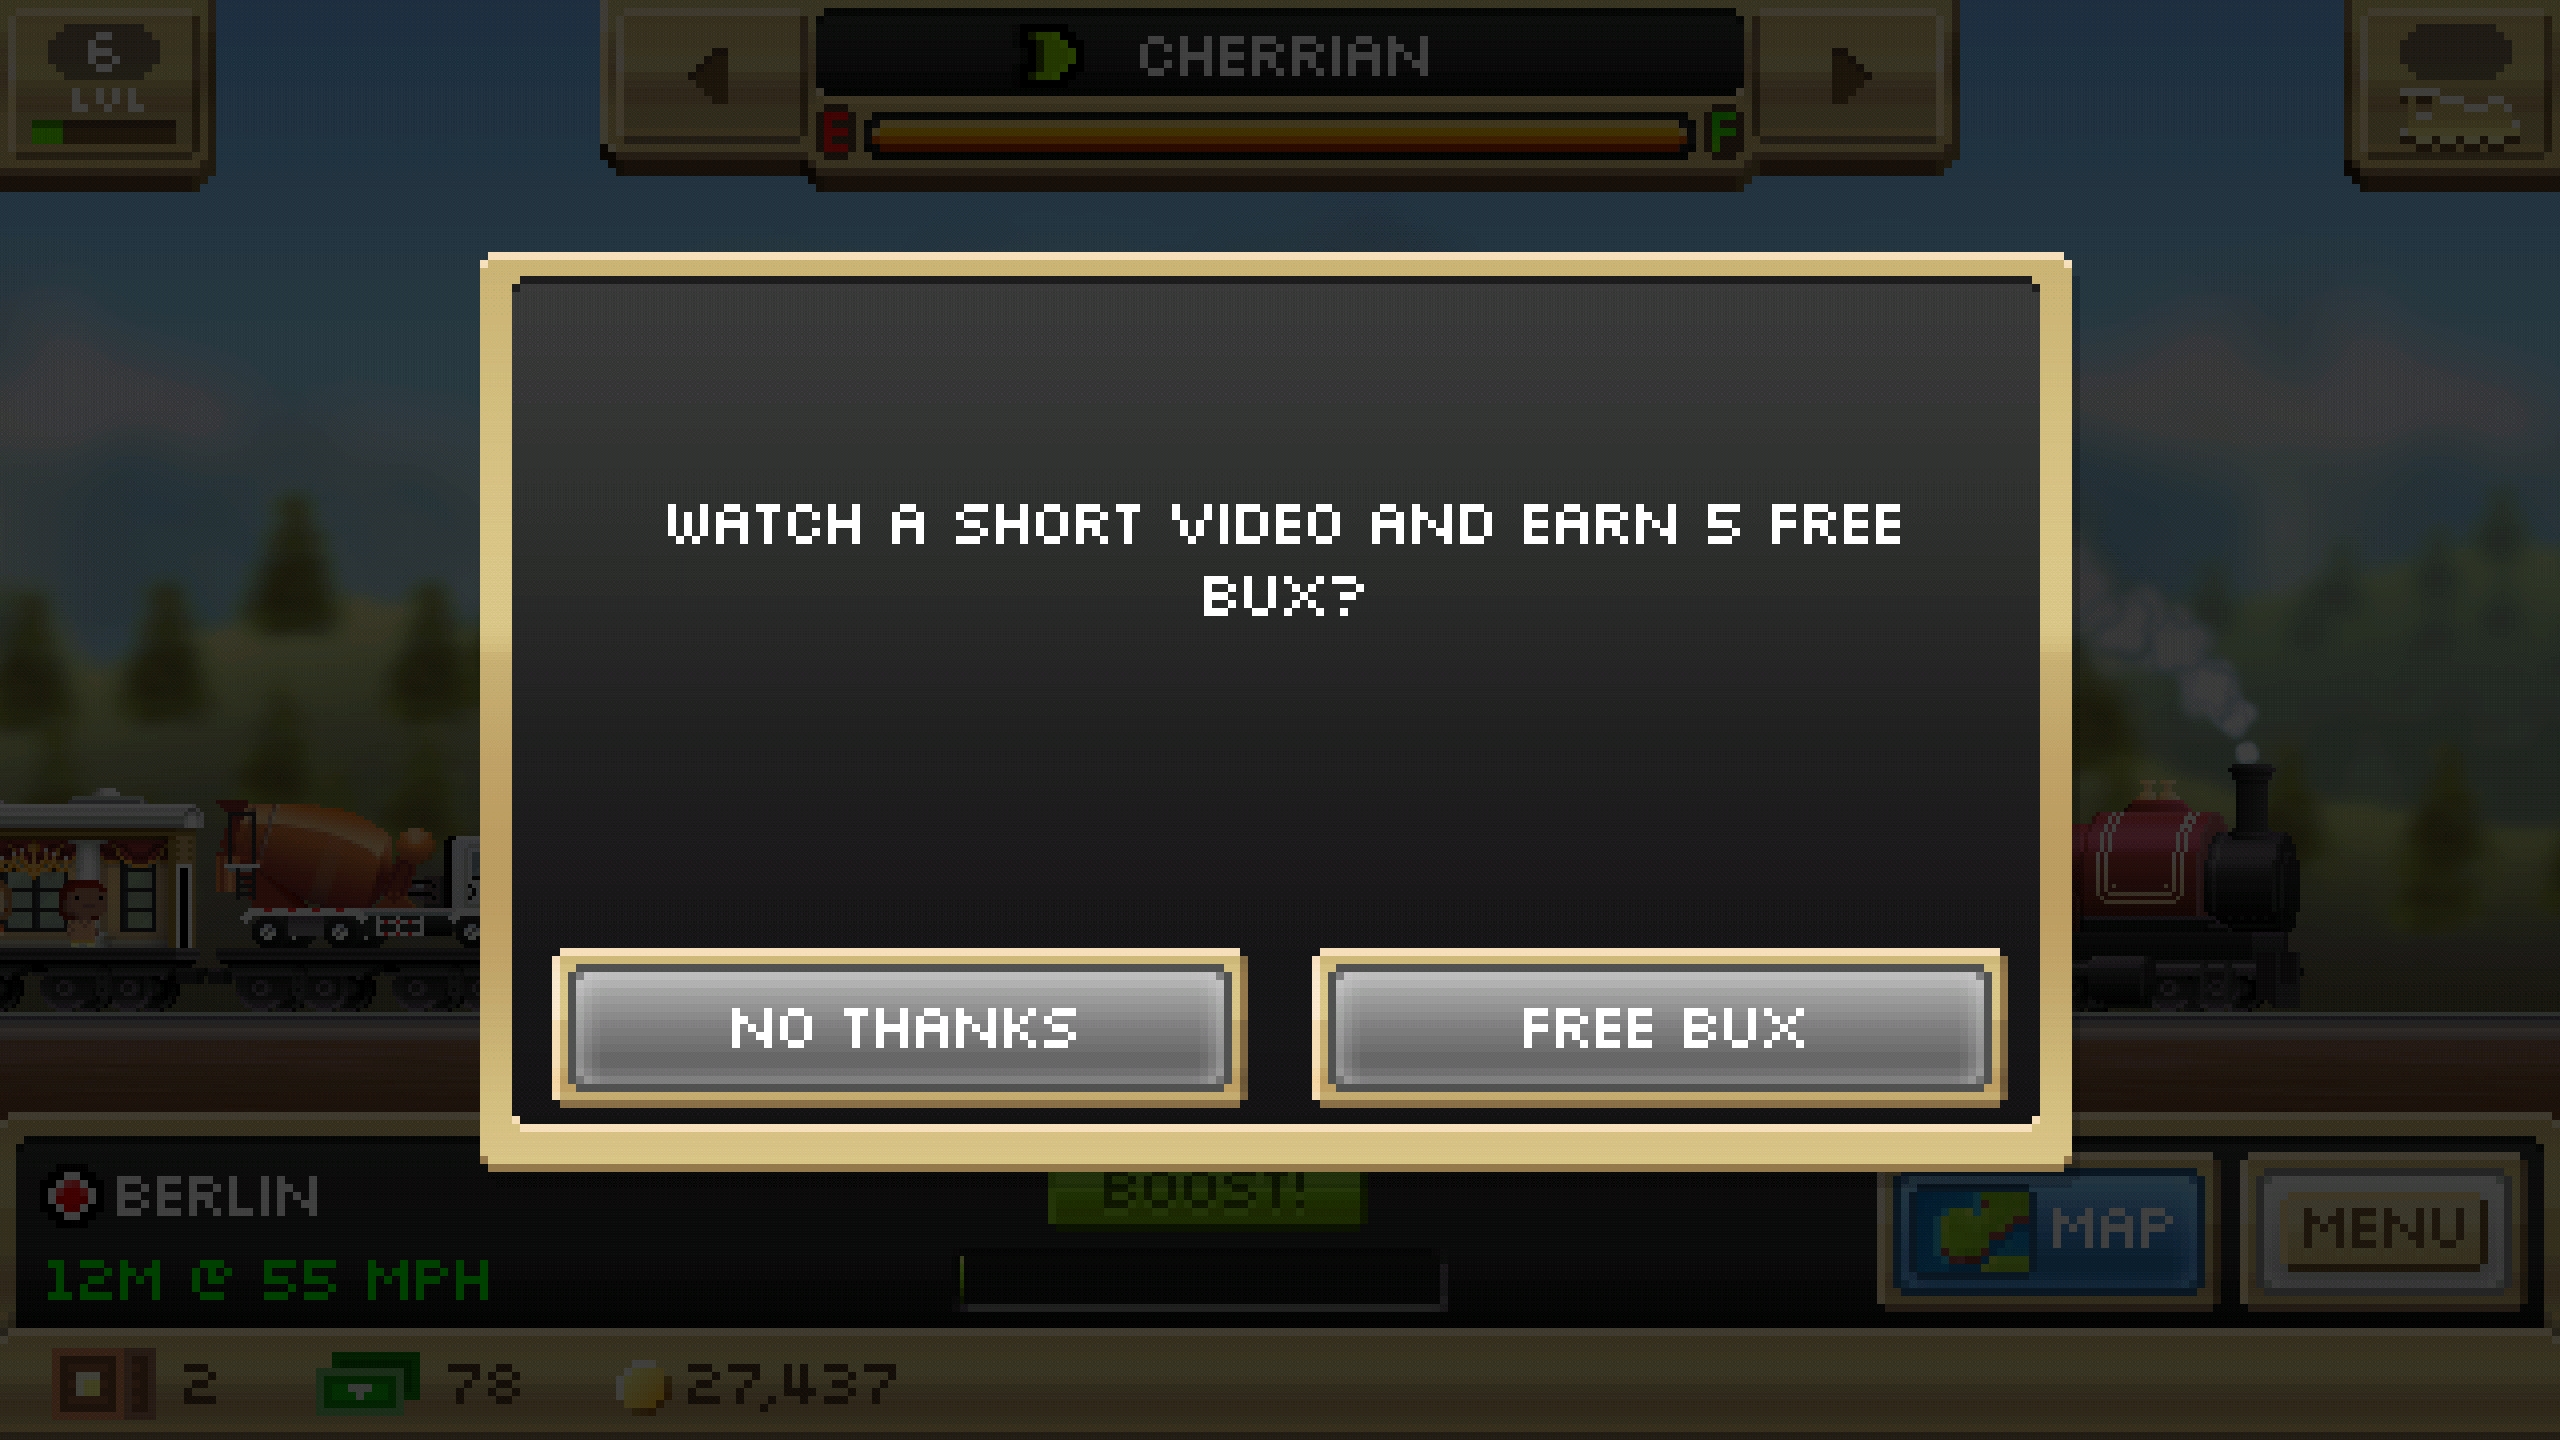 6
LVL
CHERRIAN
E F
WATCH A SHORT VIDEO AND EARN 5 FREE
BUX?
NO THANKS
FREE BUX
BERLIN
12M @ 55 MPH
BOOST!
MAP
MENU
2
78
27,437